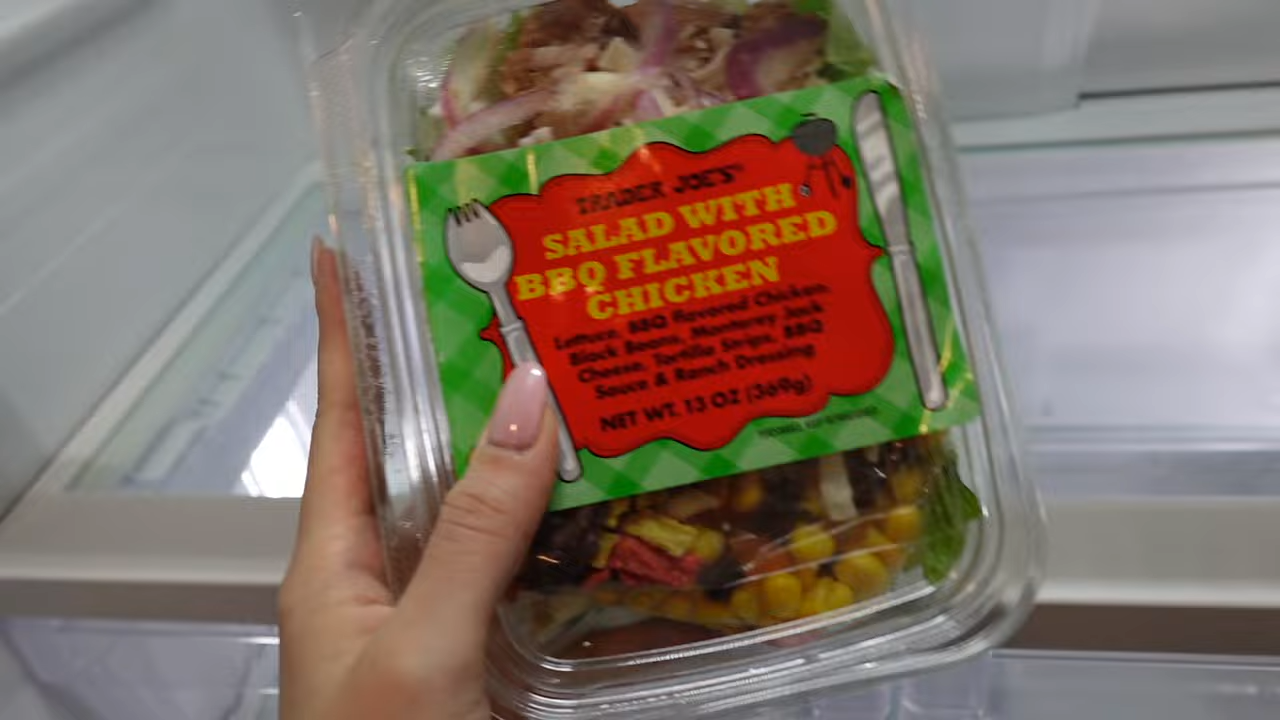 TRADER JOE'S
SALAD WITH
BBQ FLAVORED
CHICKEN
Lettuce, BBQ Flavored Chicken,
Black Beans, Monterey Jack
Cheese, Tortilla Strips, BBQ
Sauce & Ranch Dressing
NET WT. 13 OZ (369g)